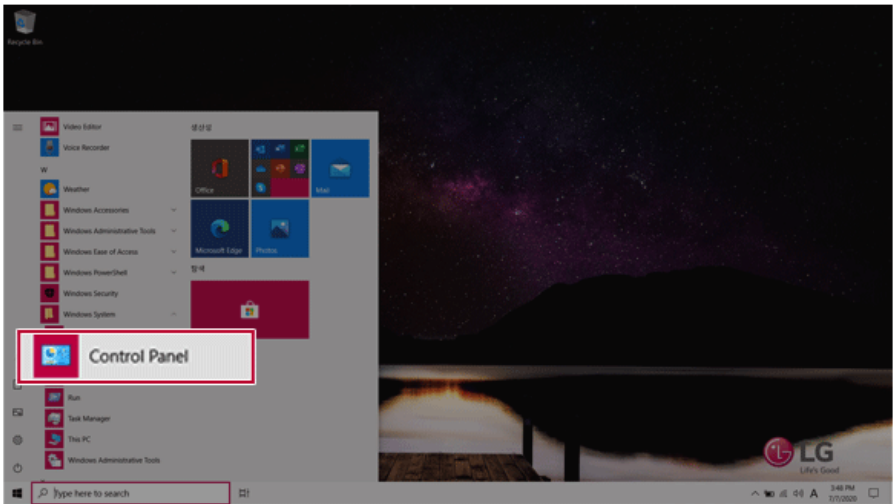 Recycle Bin
Video Editor
Voice Recorder
W
Weather
Windows Accessories
Windows Administrative Tools
Windows Ease of Access
Windows PowerShell
Windows Security
Windows System
Control Panel
Run
Task Manager
This PC
Windows Administrative Tools
생산성
Office
Mail
Microsoft Edge
Photos
탐색
LG
Life's Good
Type here to search
A
3:48 PM
7/7/2020